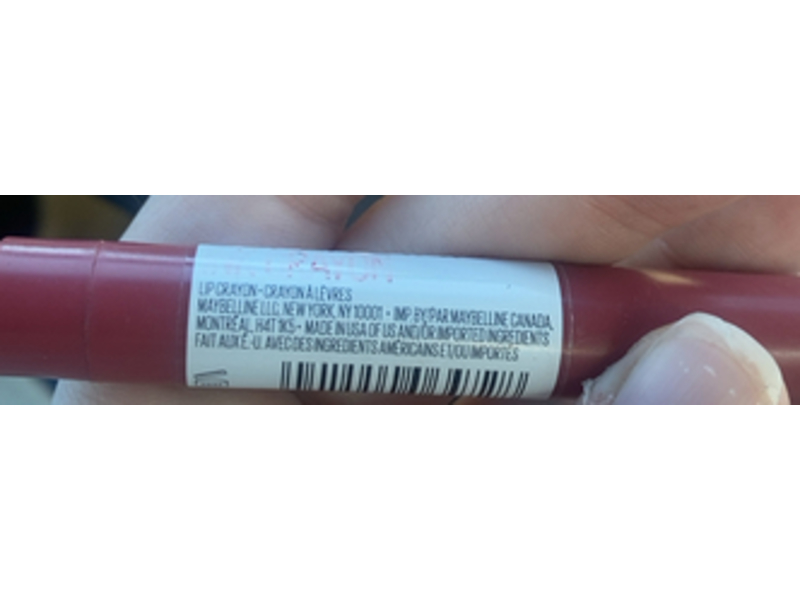 LIP CRAYON • CRAYON À LÈVRES
MAYBELLINE LLC, NEW YORK, NY 10001 • IMP. BY/PAR MAYBELLINE CANADA,
MONTRÉAL, H4T 1K5 • MADE IN USA OF US AND/OR IMPORTED INGREDIENTS
FAIT AUX É.-U. AVEC DES INGRÉDIENTS AMÉRICAINS ET/OU IMPORTÉS